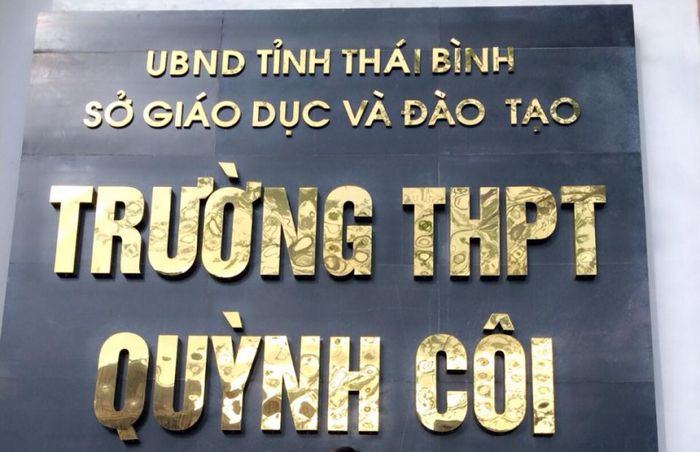 UBND TỈNH THÁI BÌNH
SỞ GIÁO DỤC VÀ ĐÀO TẠO
TRƯỜNG THPT
QUỲNH CÔI